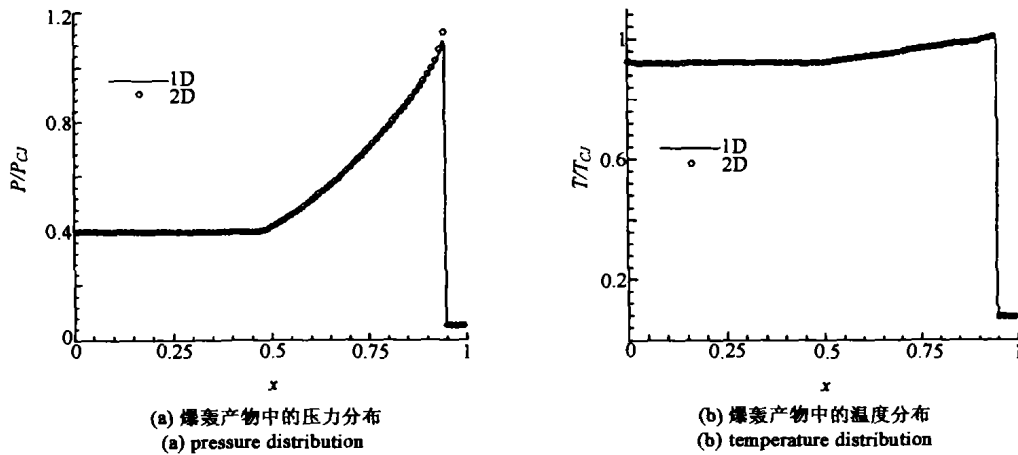 1.2
0.8
0.4
0
P/P_CJ
1D
2D
0 0.25 0.5 0.75 1
x
(a) 爆轰产物中的压力分布
(a) pressure distribution
1
0.6
0.2
T/T_CJ
1D
2D
0 0.25 0.5 0.75 1
x
(b) 爆轰产物中的温度分布
(b) temperature distribution